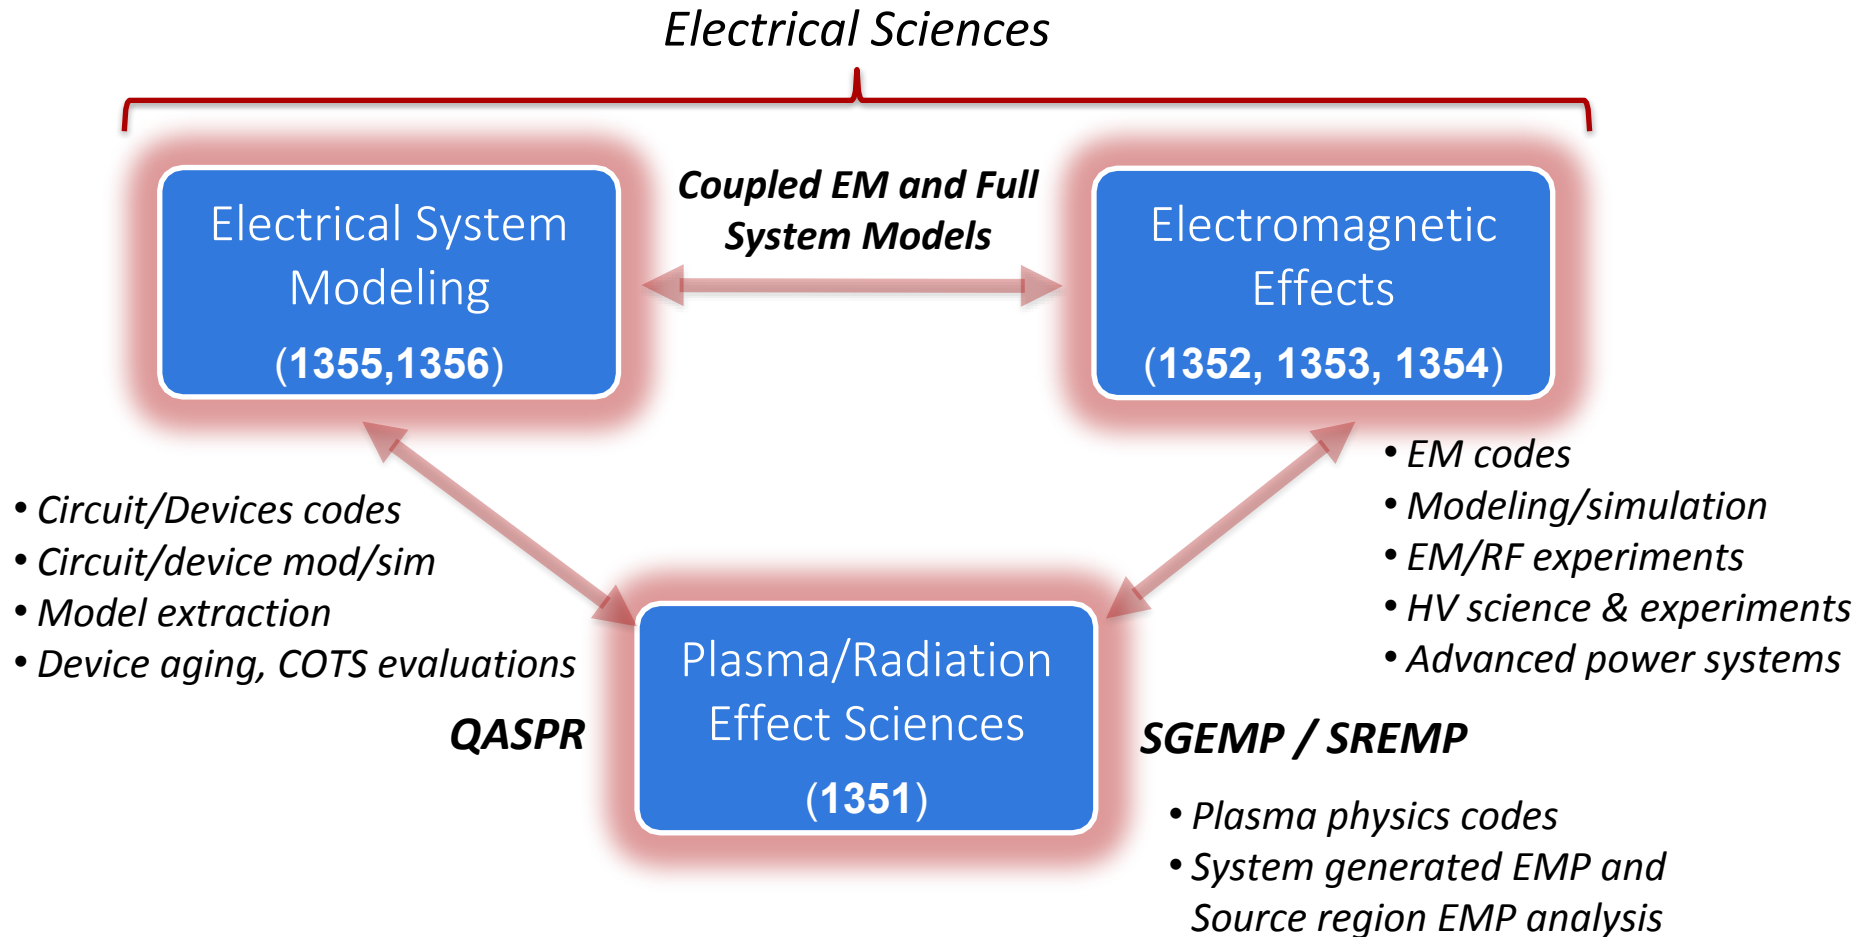 Electrical Sciences
Electrical System
Modeling
(1355,1356)
Coupled EM and Full
System Models
Electromagnetic
Effects
(1352, 1353, 1354)
• Circuit/Devices codes
• Circuit/device mod/sim
• Model extraction
• Device aging, COTS evaluations
• EM codes
• Modeling/simulation
• EM/RF experiments
• HV science & experiments
• Advanced power systems
QASPR
Plasma/Radiation
Effect Sciences
(1351)
SGEMP / SREMP
• Plasma physics codes
• System generated EMP and
Source region EMP analysis